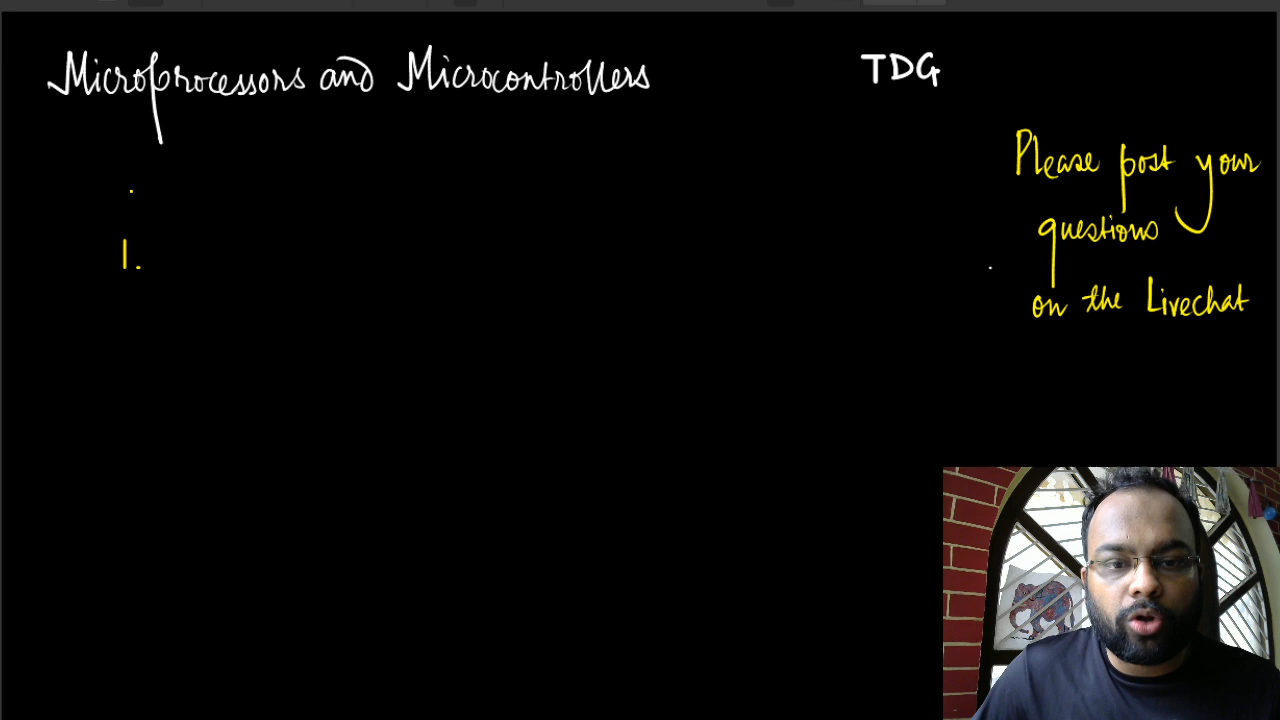 Microprocessors and Microcontrollers
TDG
Please post your
questions
on the Livechat
1.